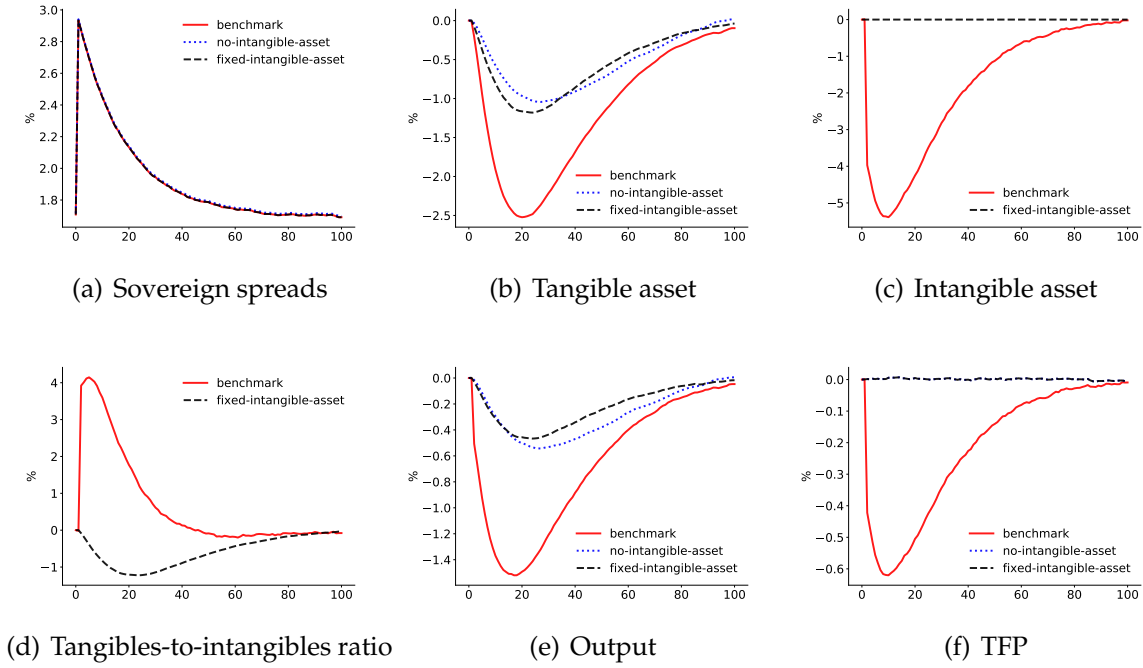 3.0
2.8
2.6
2.4
2.2
2.0
1.8
%
0 20 40 60 80 100
benchmark
no-intangible-asset
fixed-intangible-asset
(a) Sovereign spreads
0.0
−0.5
−1.0
−1.5
−2.0
−2.5
%
0 20 40 60 80 100
benchmark
no-intangible-asset
fixed-intangible-asset
(b) Tangible asset
0
−1
−2
−3
−4
−5
%
0 20 40 60 80 100
benchmark
fixed-intangible-asset
(c) Intangible asset
4
3
2
1
0
−1
%
0 20 40 60 80 100
benchmark
fixed-intangible-asset
(d) Tangibles-to-intangibles ratio
0.0
−0.2
−0.4
−0.6
−0.8
−1.0
−1.2
−1.4
%
0 20 40 60 80 100
benchmark
no-intangible-asset
fixed-intangible-asset
(e) Output
0.0
−0.1
−0.2
−0.3
−0.4
−0.5
−0.6
%
0 20 40 60 80 100
benchmark
no-intangible-asset
fixed-intangible-asset
(f) TFP